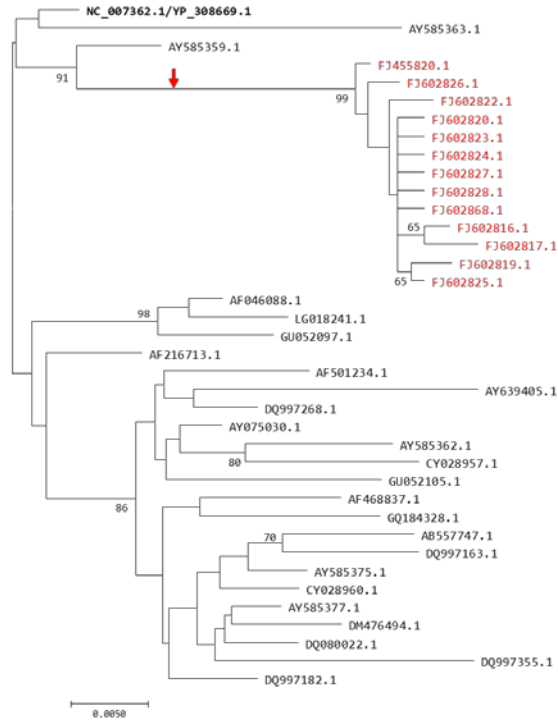 NC_007362.1/YP_308669.1
AY585363.1
AY585359.1
91
FJ455820.1
99
FJ602826.1
FJ602822.1
FJ602820.1
FJ602823.1
FJ602824.1
FJ602827.1
FJ602828.1
FJ602868.1
65
FJ602816.1
FJ602817.1
FJ602819.1
65
FJ602825.1
AF046088.1
98
LG018241.1
GU052097.1
AF216713.1
AF501234.1
AY639405.1
DQ997268.1
AY075030.1
AY585362.1
80
CY028957.1
GU052105.1
86
AF468837.1
GQ184328.1
70
AB557747.1
DQ997163.1
AY585375.1
CY028960.1
AY585377.1
DM476494.1
DQ080022.1
DQ997355.1
DQ997182.1
0.0050